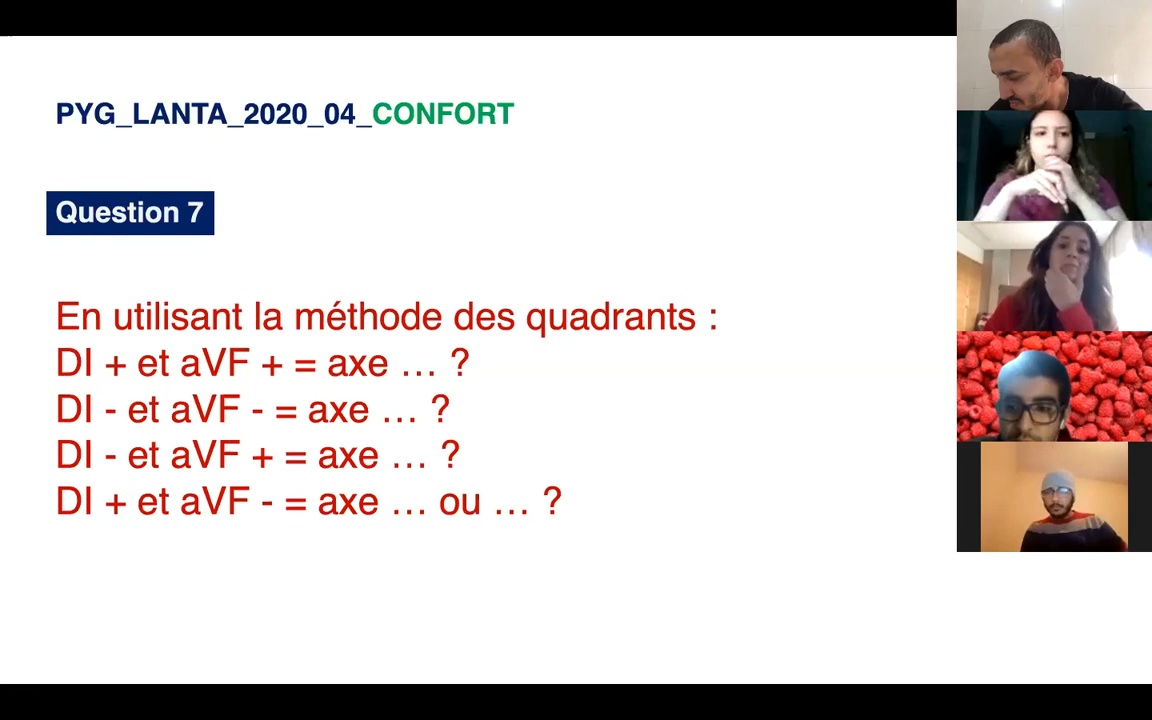 PYG_LANTA_2020_04_CONFORT
Question 7
En utilisant la méthode des quadrants :
DI + et aVF + = axe … ?
DI - et aVF - = axe … ?
DI - et aVF + = axe … ?
DI + et aVF - = axe … ou … ?